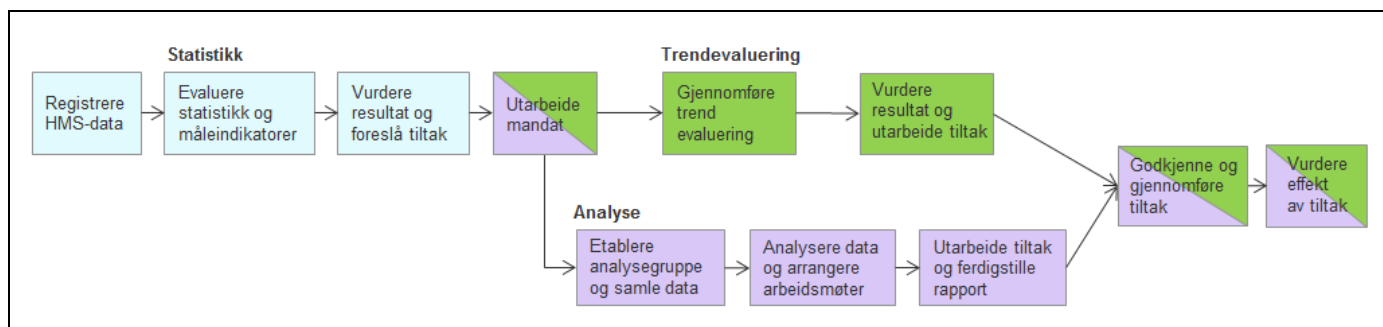 Statistikk
Registrere
HMS-data
Evaluere
statistikk og
måleindikatorer
Vurdere
resultat og
foreslå tiltak
Utarbeide
mandat
Trendevaluering
Gjennomføre
trend
evaluering
Vurdere
resultat og
utarbeide tiltak
Analyse
Etablere
analysegruppe
og samle data
Analysere data
og arrangere
arbeidsmøter
Utarbeide tiltak
og ferdigstille
rapport
Godkjenne og
gjennomføre
tiltak
Vurdere
effekt
av tiltak